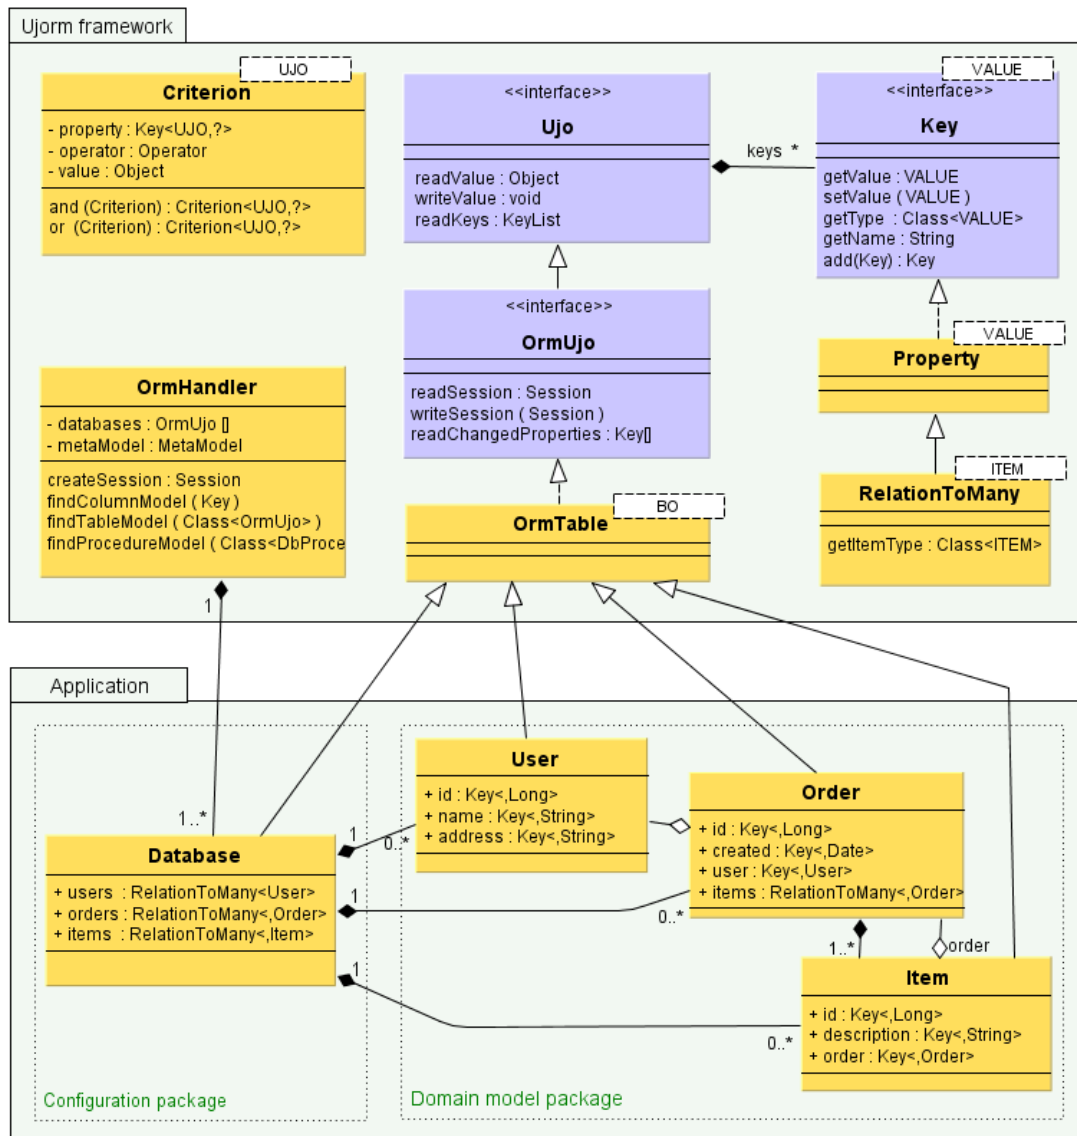 Ujorm framework
UJO
Criterion
- property : Key<UJO,?>
- operator : Operator
- value : Object
and (Criterion) : Criterion<UJO,?>
or  (Criterion) : Criterion<UJO,?>
<<interface>>
Ujo
readValue : Object
writeValue : void
readKeys : KeyList
keys  *
VALUE
<<interface>>
Key
getValue : VALUE
setValue ( VALUE )
getType  : Class<VALUE>
getName : String
add(Key) : Key
<<interface>>
OrmUjo
readSession : Session
writeSession ( Session )
readChangedProperties : Key[]
VALUE
Property
OrmHandler
- databases : OrmUjo []
- metaModel : MetaModel
createSession : Session
findColumnModel ( Key )
findTableModel ( Class<OrmUjo> )
findProcedureModel ( Class<DbProce
BO
OrmTable
ITEM
RelationToMany
getItemType : Class<ITEM>
1
Application
1..*
Database
+ users  : RelationToMany<User>
+ orders : RelationToMany<,Order>
+ items  : RelationToMany<,Item>
1
0..*
1
0..*
1
0..*
User
+ id : Key<,Long>
+ name : Key<,String>
+ address : Key<,String>
Order
+ id : Key<,Long>
+ created : Key<,Date>
+ user : Key<,User>
+ items : RelationToMany<,Order>
1..*
order
Item
+ id : Key<,Long>
+ description : Key<,String>
+ order : Key<,Order>
Configuration package
Domain model package